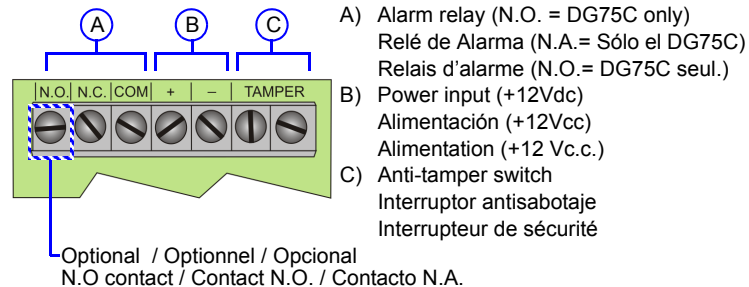 A B C
N.O. N.C. COM + – TAMPER
A) Alarm relay (N.O. = DG75C only)
Relé de Alarma (N.A.= Sólo el DG75C)
Relais d’alarme (N.O.= DG75C seul.)
B) Power input (+12Vdc)
Alimentación (+12Vcc)
Alimentation (+12 Vc.c.)
C) Anti-tamper switch
Interruptor antisabotaje
Interrupteur de sécurité
Optional / Optionnel / Opcional
N.O contact / Contact N.O. / Contacto N.A.